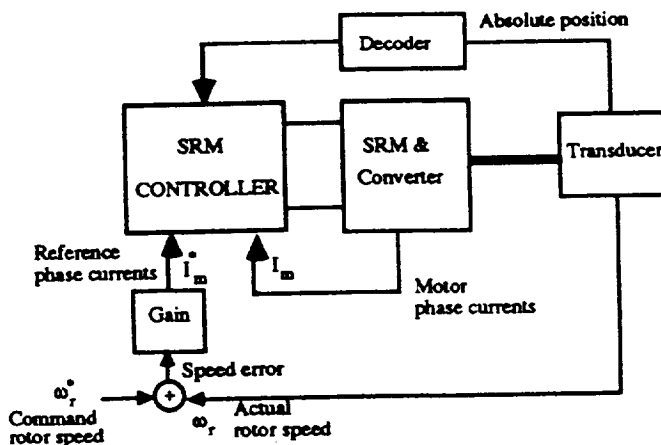 Absolute position
Decoder
SRM
CONTROLLER
SRM &
Converter
Transducer
Reference
phase currents
I*m
Im
Motor
phase currents
Gain
Speed error
ω*r
+
Command
rotor speed
ωr
Actual
rotor speed